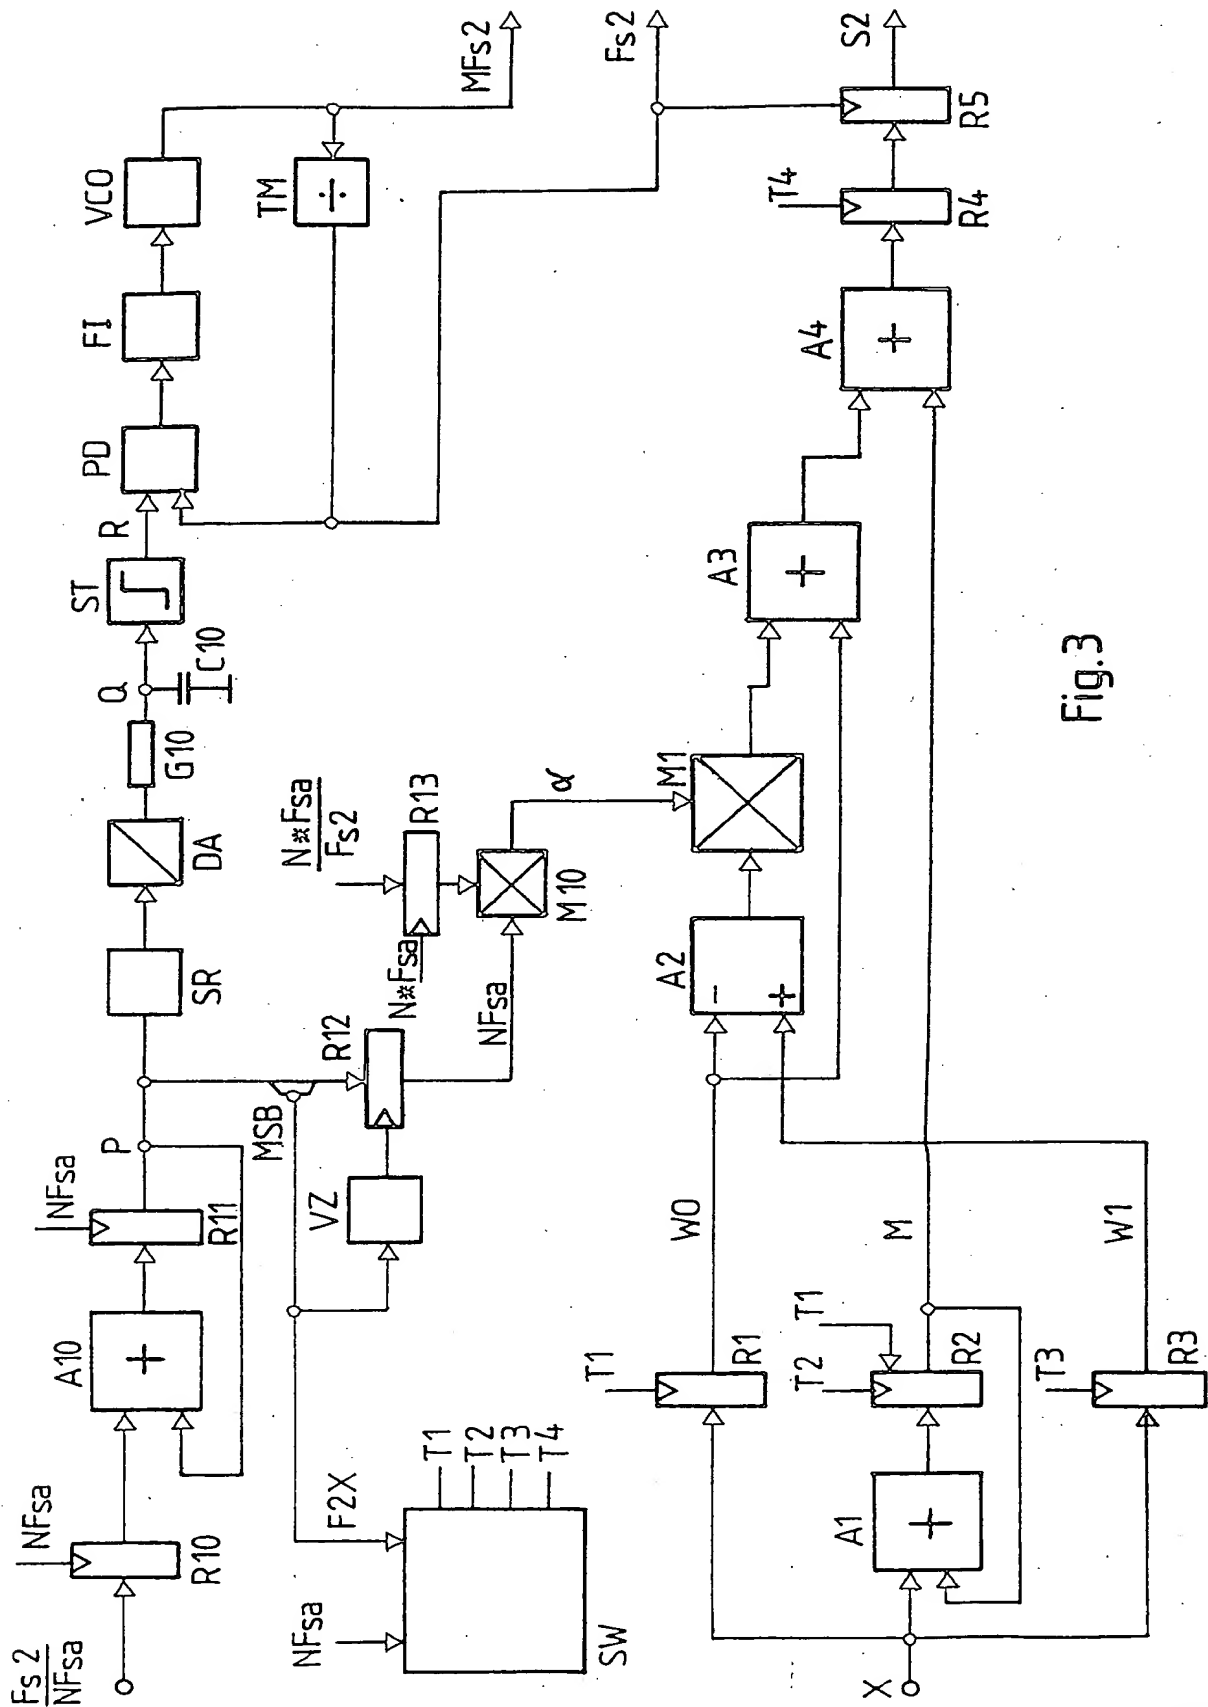 Fs2
NFsa
NFsa
R10
A10
NFsa
R11
P
SR
DA
G10
Q
C10
ST
R
PD
FI
VCO
TM
÷
MFs2
Fs2
S2
MSB
VZ
R12
N*Fsa
N*Fsa
Fs2
R13
NFsa
M10
α
NFsa
F2X
T1
T2
T3
T4
SW
X
T1
R1
W0
A1
T2
T1
R2
M
T3
R3
W1
A2
-
+
M1
A3
+
A4
+
T4
R4
R5
+
+
Fig.3